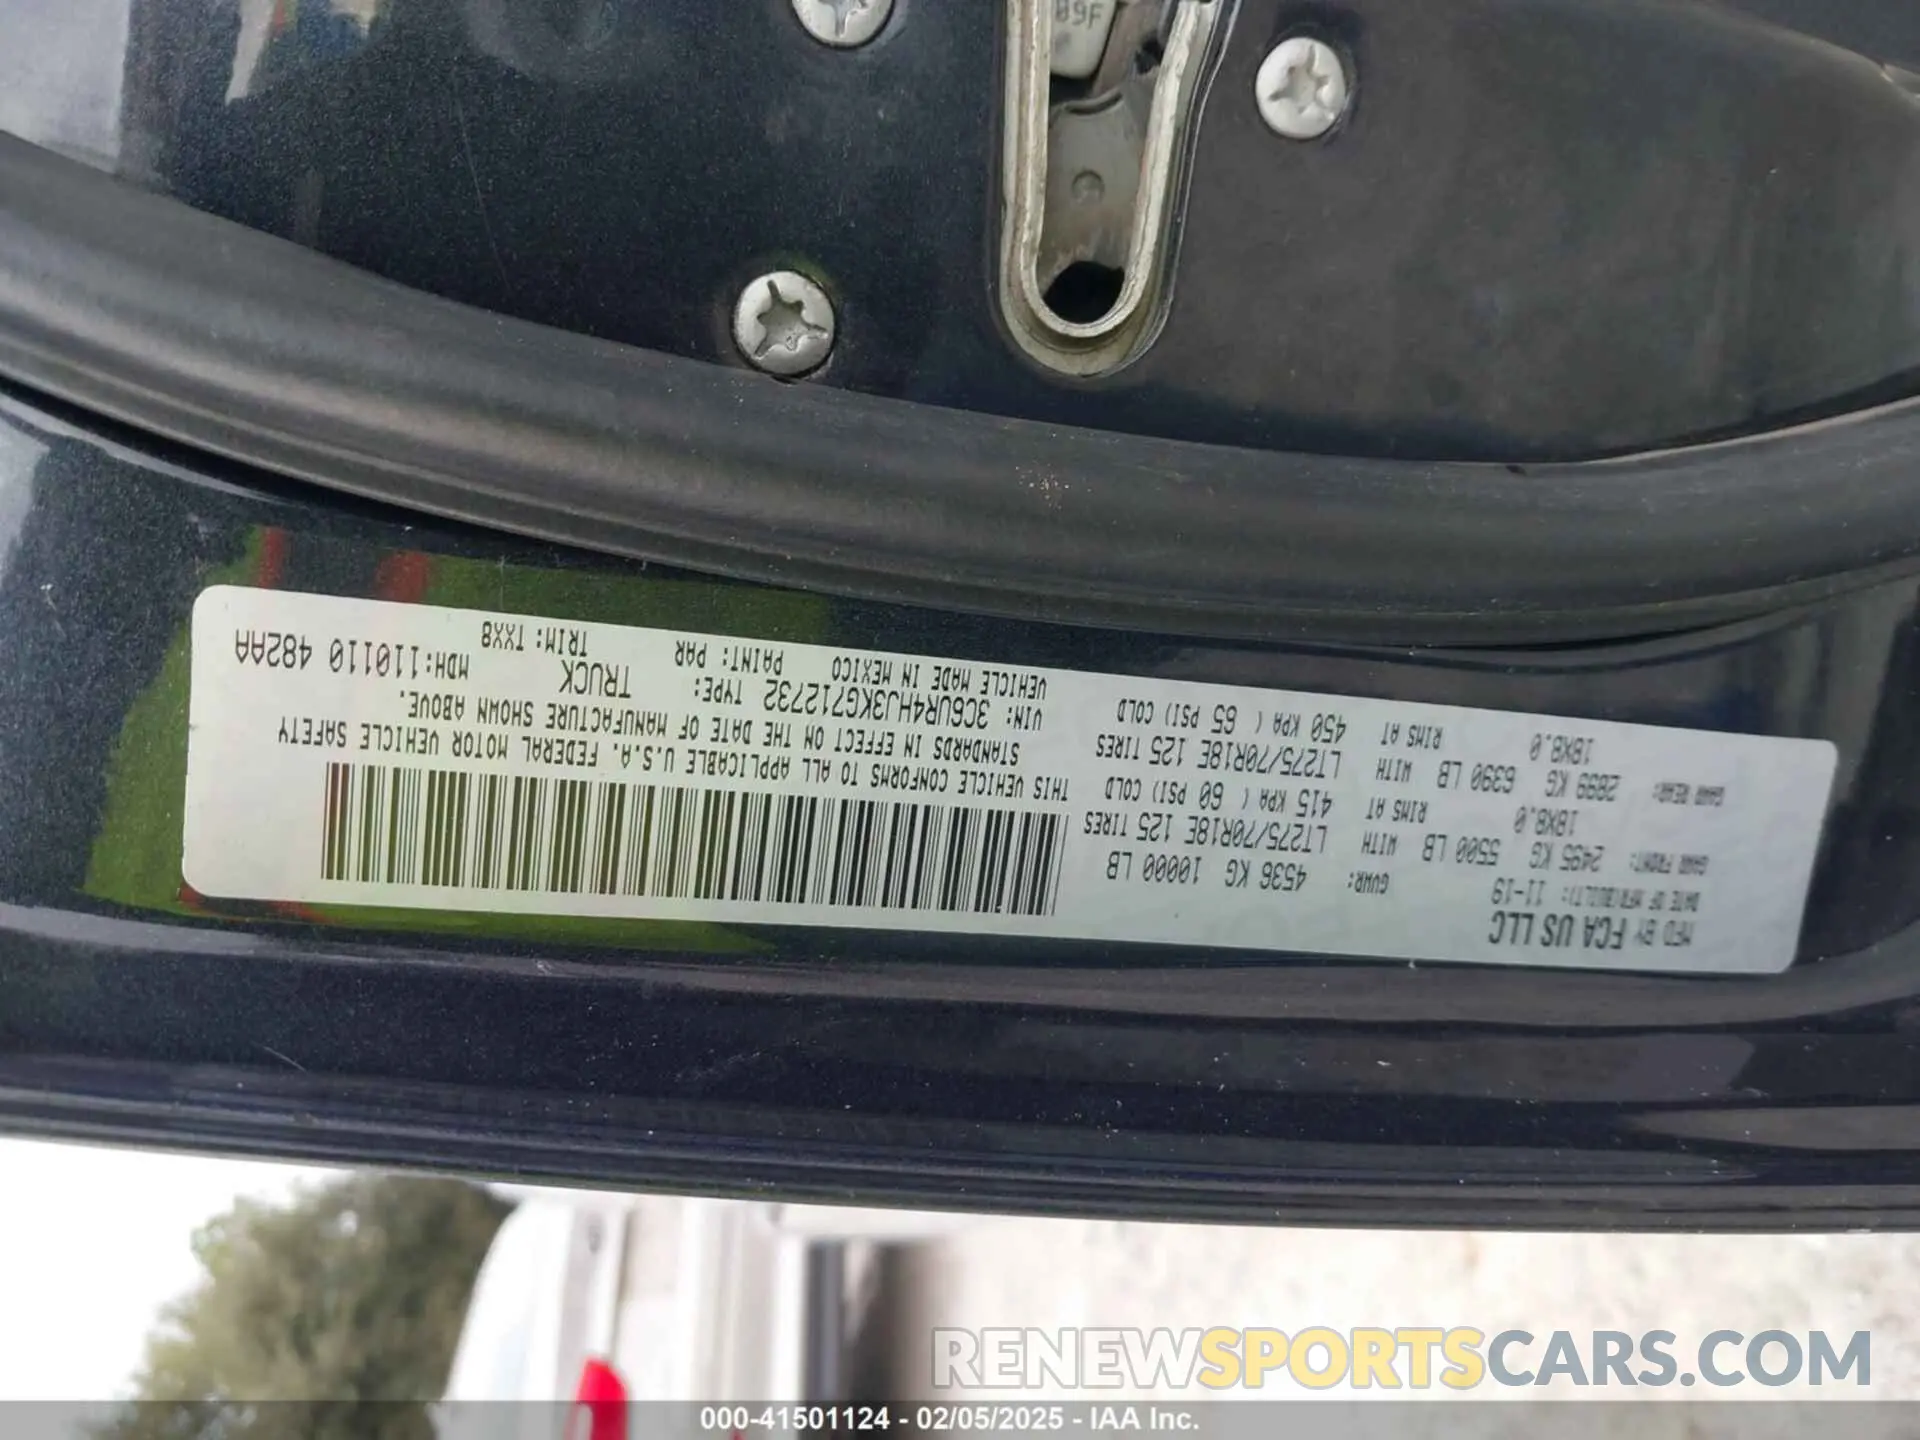 89F
MFD BY FCA US LLC
DATE OF MFR(BUILT): 11-19 GVWR: 4536 KG 10000 LB
GAWR FRONT: 2495 KG 5500 LB WITH LT275/70R18E 125 TIRES
18X8.0 RIMS AT 415 KPA ( 60 PSI) COLD
GAWR REAR: 2899 KG 6390 LB WITH LT275/70R18E 125 TIRES
18X8.0 RIMS AT 450 KPA ( 65 PSI) COLD
THIS VEHICLE CONFORMS TO ALL APPLICABLE U.S.A. FEDERAL MOTOR VEHICLE SAFETY
STANDARDS IN EFFECT ON THE DATE OF MANUFACTURE SHOWN ABOVE.
VIN: 3C6UR4HJ3KG712732 TYPE: TRUCK MDH:110110 482AA
VEHICLE MADE IN MEXICO PAINT: PAR TRIM: TXX8
RENEWSPORTSCARS.COM
000-41501124 - 02/05/2025 - IAA Inc.